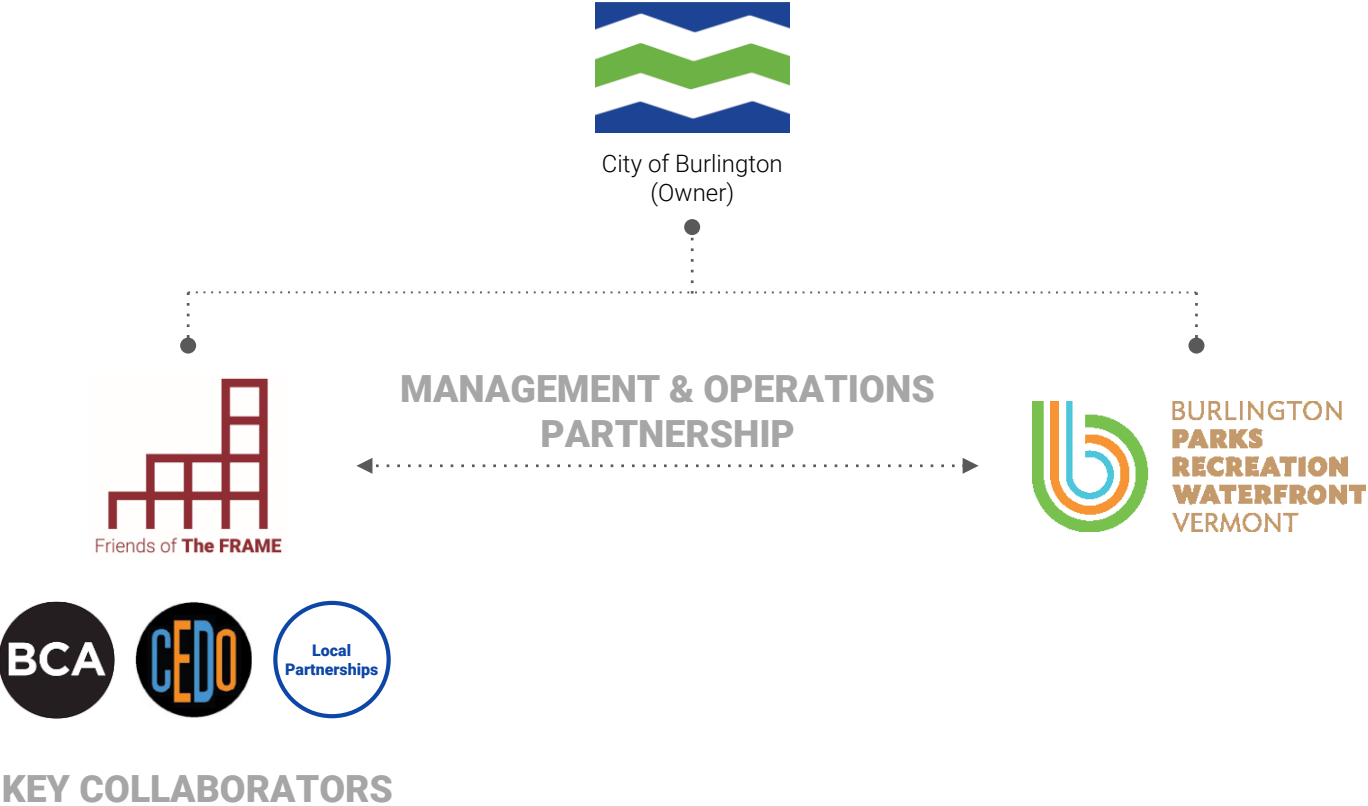 City of Burlington
(Owner)
MANAGEMENT & OPERATIONS
PARTNERSHIP
Friends of The FRAME
BURLINGTON
PARKS
RECREATION
WATERFRONT
VERMONT
BCA
CEDO
Local
Partnerships
KEY COLLABORATORS